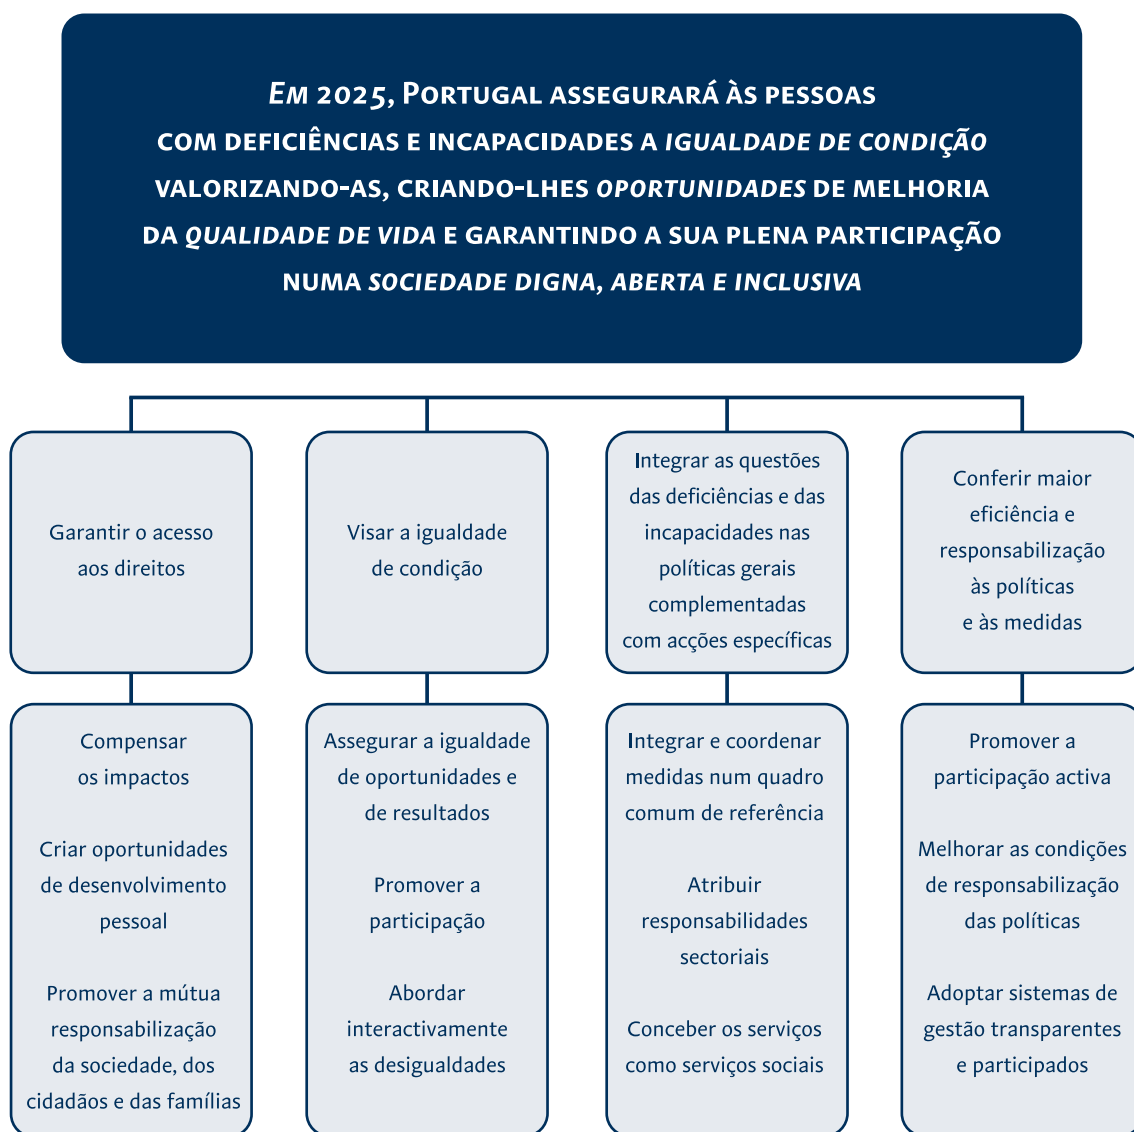 Em 2025, Portugal assegurará às pessoas
com deficiências e incapacidades a igualdade de condição
valorizando-as, criando-lhes oportunidades de melhoria
da qualidade de vida e garantindo a sua plena participação
numa sociedade digna, aberta e inclusiva
Garantir o acesso
aos direitos
Visar a igualdade
de condição
Integrar as questões
das deficiências e das
incapacidades nas
políticas gerais
complementadas
com acções específicas
Conferir maior
eficiência e
responsabilização
às políticas
e às medidas
Compensar
os impactos
Criar oportunidades
de desenvolvimento
pessoal
Promover a mútua
responsabilização
da sociedade, dos
cidadãos e das famílias
Assegurar a igualdade
de oportunidades e
de resultados
Promover a
participação
Abordar
interactivamente
as desigualdades
Integrar e coordenar
medidas num quadro
comum de referência
Atribuir
responsabilidades
sectoriais
Conceber os serviços
como serviços sociais
Promover a
participação activa
Melhorar as condições
de responsabilização
das políticas
Adoptar sistemas de
gestão transparentes
e participados